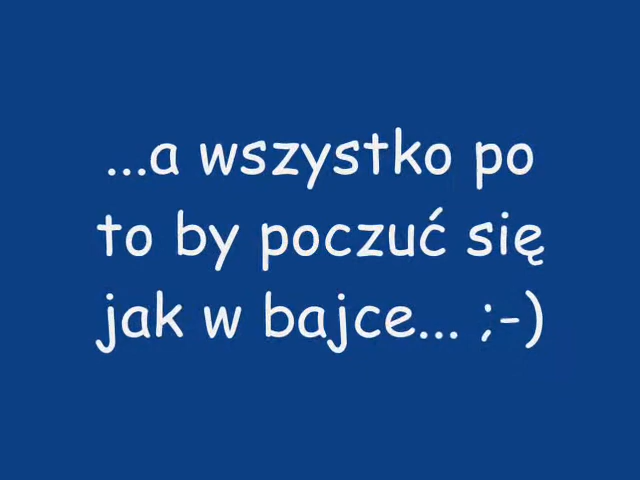 ...a wszystko po
to by poczuć się
jak w bajce... ;-)